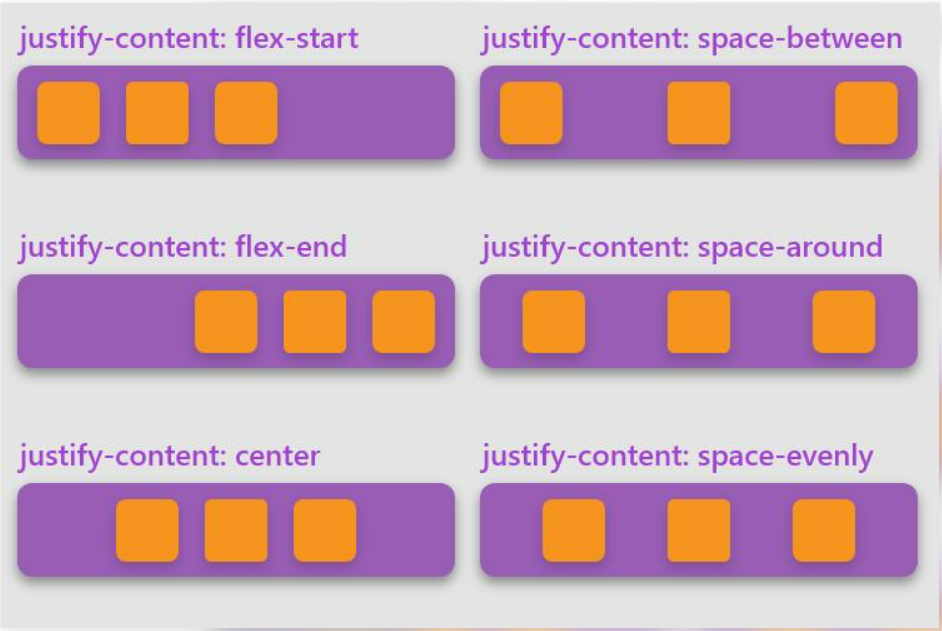 justify-content: flex-start
justify-content: space-between
justify-content: flex-end
justify-content: space-around
justify-content: center
justify-content: space-evenly